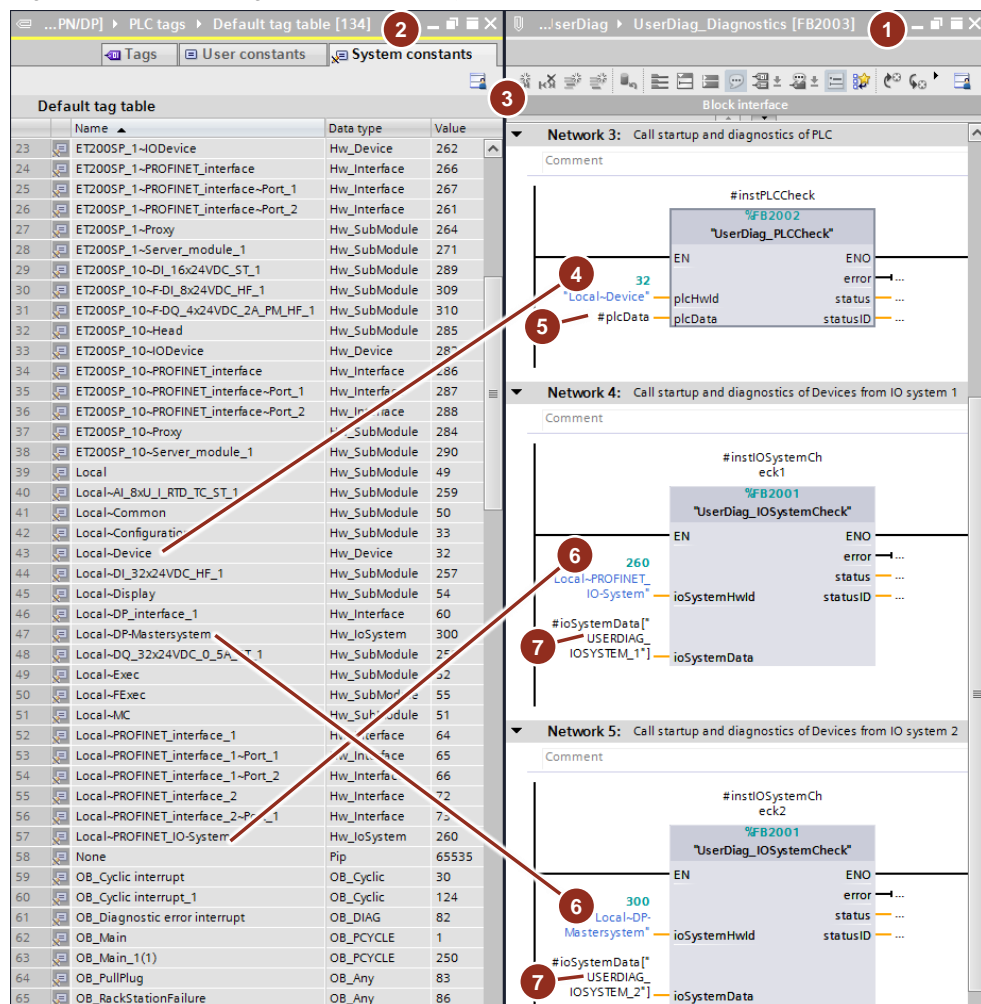 ...PN/DP] ▸ PLC tags ▸ Default tag table [134]
2
Tags
User constants
System constants
3
Default tag table
Name Data type Value
23 ET200SP_1~IODevice Hw_Device 262
24 ET200SP_1~PROFINET_interface Hw_Interface 266
25 ET200SP_1~PROFINET_interface~Port_1 Hw_Interface 267
26 ET200SP_1~PROFINET_interface~Port_2 Hw_Interface 261
27 ET200SP_1~Proxy Hw_SubModule 264
28 ET200SP_1~Server_module_1 Hw_SubModule 271
29 ET200SP_10~DI_16x24VDC_ST_1 Hw_SubModule 289
30 ET200SP_10~F-DI_8x24VDC_HF_1 Hw_SubModule 309
31 ET200SP_10~F-DQ_4x24VDC_2A_PM_HF_1 Hw_SubModule 310
32 ET200SP_10~Head Hw_SubModule 285
33 ET200SP_10~IODevice Hw_Device
34 ET200SP_10~PROFINET_interface Hw_Interface 286
35 ET200SP_10~PROFINET_interface~Port_1 Hw_Interface 287
36 ET200SP_10~PROFINET_interface~Port_2 Hw_Interface 288
37 ET200SP_10~Proxy Hw_SubModule 284
38 ET200SP_10~Server_module_1 Hw_SubModule 290
39 Local Hw_SubModule 49
40 Local~AI_8xU_I_RTD_TC_ST_1 Hw_SubModule 259
41 Local~Common Hw_SubModule 50
42 Local~Configuration Hw_SubModule 33
43 Local~Device Hw_Device 32
44 Local~DI_32x24VDC_HF_1 Hw_SubModule 257
45 Local~Display Hw_SubModule 54
46 Local~DP_interface_1 Hw_Interface 60
47 Local~DP-Mastersystem Hw_IoSystem 300
48 Local~DQ_32x24VDC_0_5A_ST_1 Hw_SubModule
49 Local~Exec Hw_SubModule 52
50 Local~FExec Hw_SubModule 55
51 Local~MC Hw_SubModule 51
52 Local~PROFINET_interface_1 Hw_Interface 64
53 Local~PROFINET_interface_1~Port_1 Hw_Interface 65
54 Local~PROFINET_interface_1~Port_2 Hw_Interface 66
55 Local~PROFINET_interface_2 Hw_Interface 72
56 Local~PROFINET_interface_2~Port_1 Hw_Interface 73
57 Local~PROFINET_IO-System Hw_IoSystem 260
58 None Pip 65535
59 OB_Cyclic interrupt OB_Cyclic 30
60 OB_Cyclic interrupt_1 OB_Cyclic 124
61 OB_Diagnostic error interrupt OB_DIAG 82
62 OB_Main OB_PCYCLE 1
63 OB_Main_1(1) OB_PCYCLE 250
64 OB_PullPlug OB_Any 83
65 OB_RackStationFailure OB_Any 86
...JserDiag ▸ UserDiag_Diagnostics [FB2003]
1
Block interface
Network 3: Call startup and diagnostics of PLC
Comment
#instPLCCheck
%FB2002
"UserDiag_PLCCheck"
EN ENO
4
error ...
32
"Local~Device" plcHwId status ...
5
#plcData plcData statusID ...
Network 4: Call startup and diagnostics of Devices from IO system 1
Comment
#instIOSystemCh
eck1
%FB2001
"UserDiag_IOSystemCheck"
EN ENO
6
error ...
260
Local~PROFINET_ status ...
IO-System" ioSystemHwId statusID ...
#ioSystemData["
7
USERDIAG_
IOSYSTEM_1"] ioSystemData
Network 5: Call startup and diagnostics of Devices from IO system 2
Comment
#instIOSystemCh
eck2
%FB2001
"UserDiag_IOSystemCheck"
EN ENO
6
error ...
300
Local~DP- status ...
Mastersystem" ioSystemHwId statusID ...
#ioSystemData["
7
USERDIAG_
IOSYSTEM_2"] ioSystemData